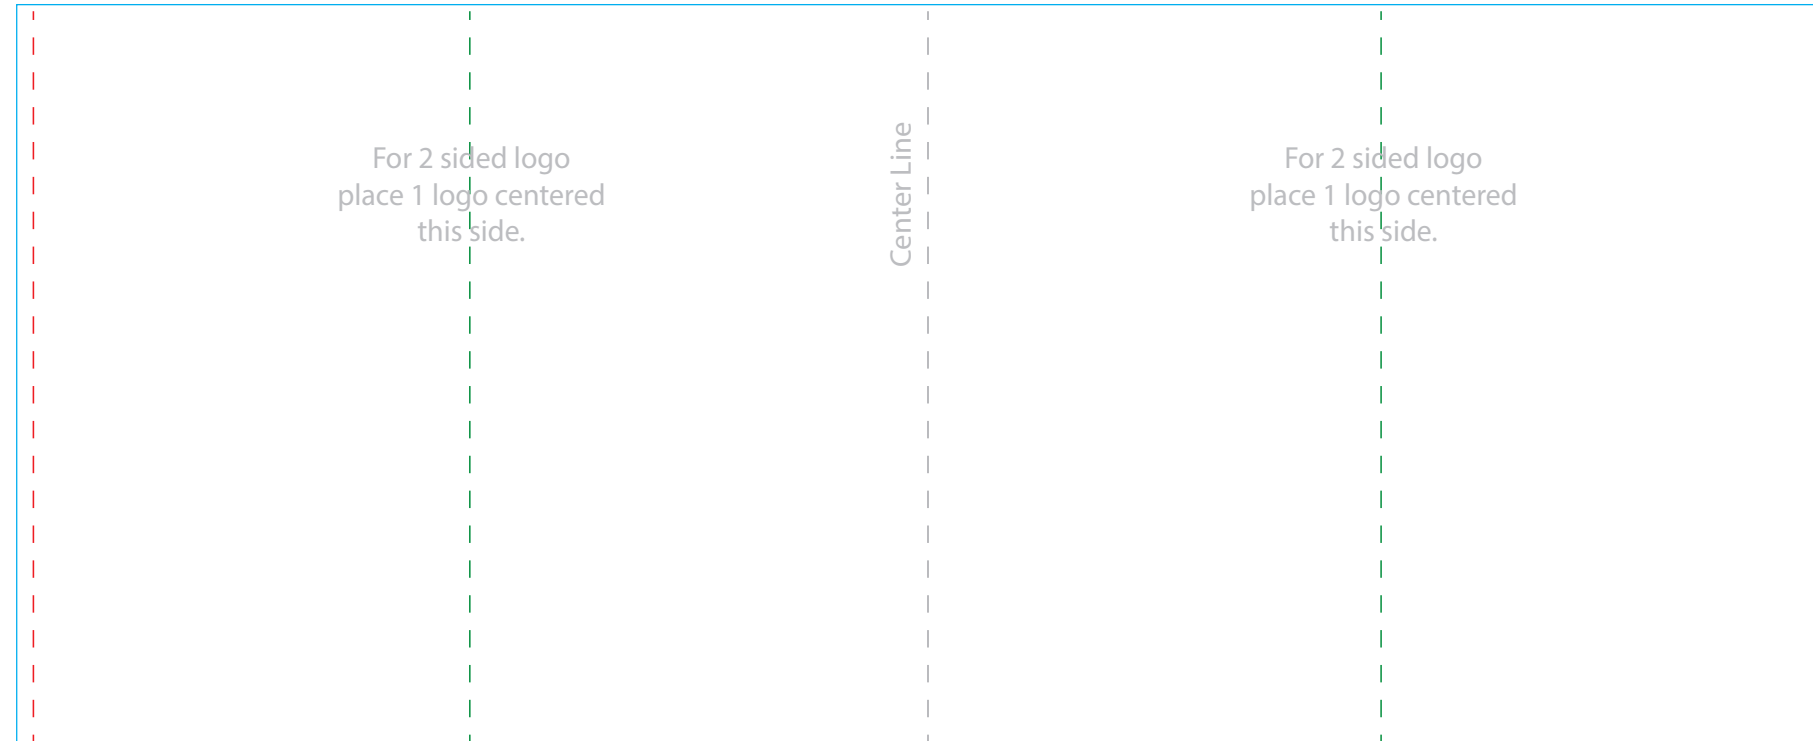 For 2 sided logo
place 1 logo centered
this side.
Center Line
For 2 sided logo
place 1 logo centered
this side.